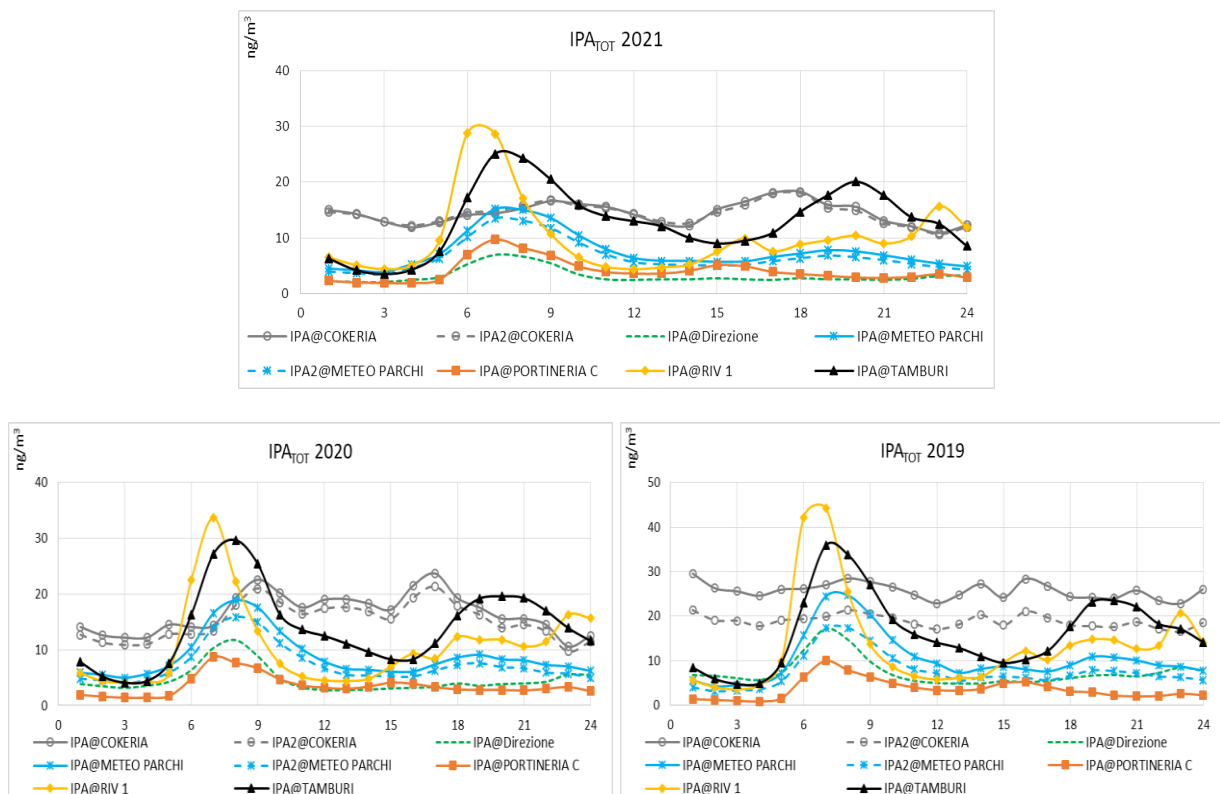 ng/m³
IPA_TOT 2021
40
30
20
10
0
0 3 6 9 12 15 18 21 24
IPA@COKERIA IPA2@COKERIA IPA@Direzione IPA@METEO PARCHI
IPA2@METEO PARCHI IPA@PORTINERIA C IPA@RIV 1 IPA@TAMBURI
ng/m³
IPA_TOT 2020
40
30
20
10
0
0 3 6 9 12 15 18 21 24
IPA@COKERIA IPA2@COKERIA IPA@Direzione
IPA@METEO PARCHI IPA2@METEO PARCHI IPA@PORTINERIA C
IPA@RIV 1 IPA@TAMBURI
ng/m³
IPA_TOT 2019
50
40
30
20
10
0
0 3 6 9 12 15 18 21 24
IPA@COKERIA IPA2@COKERIA IPA@Direzione
IPA@METEO PARCHI IPA2@METEO PARCHI IPA@PORTINERIA C
IPA@RIV 1 IPA@TAMBURI